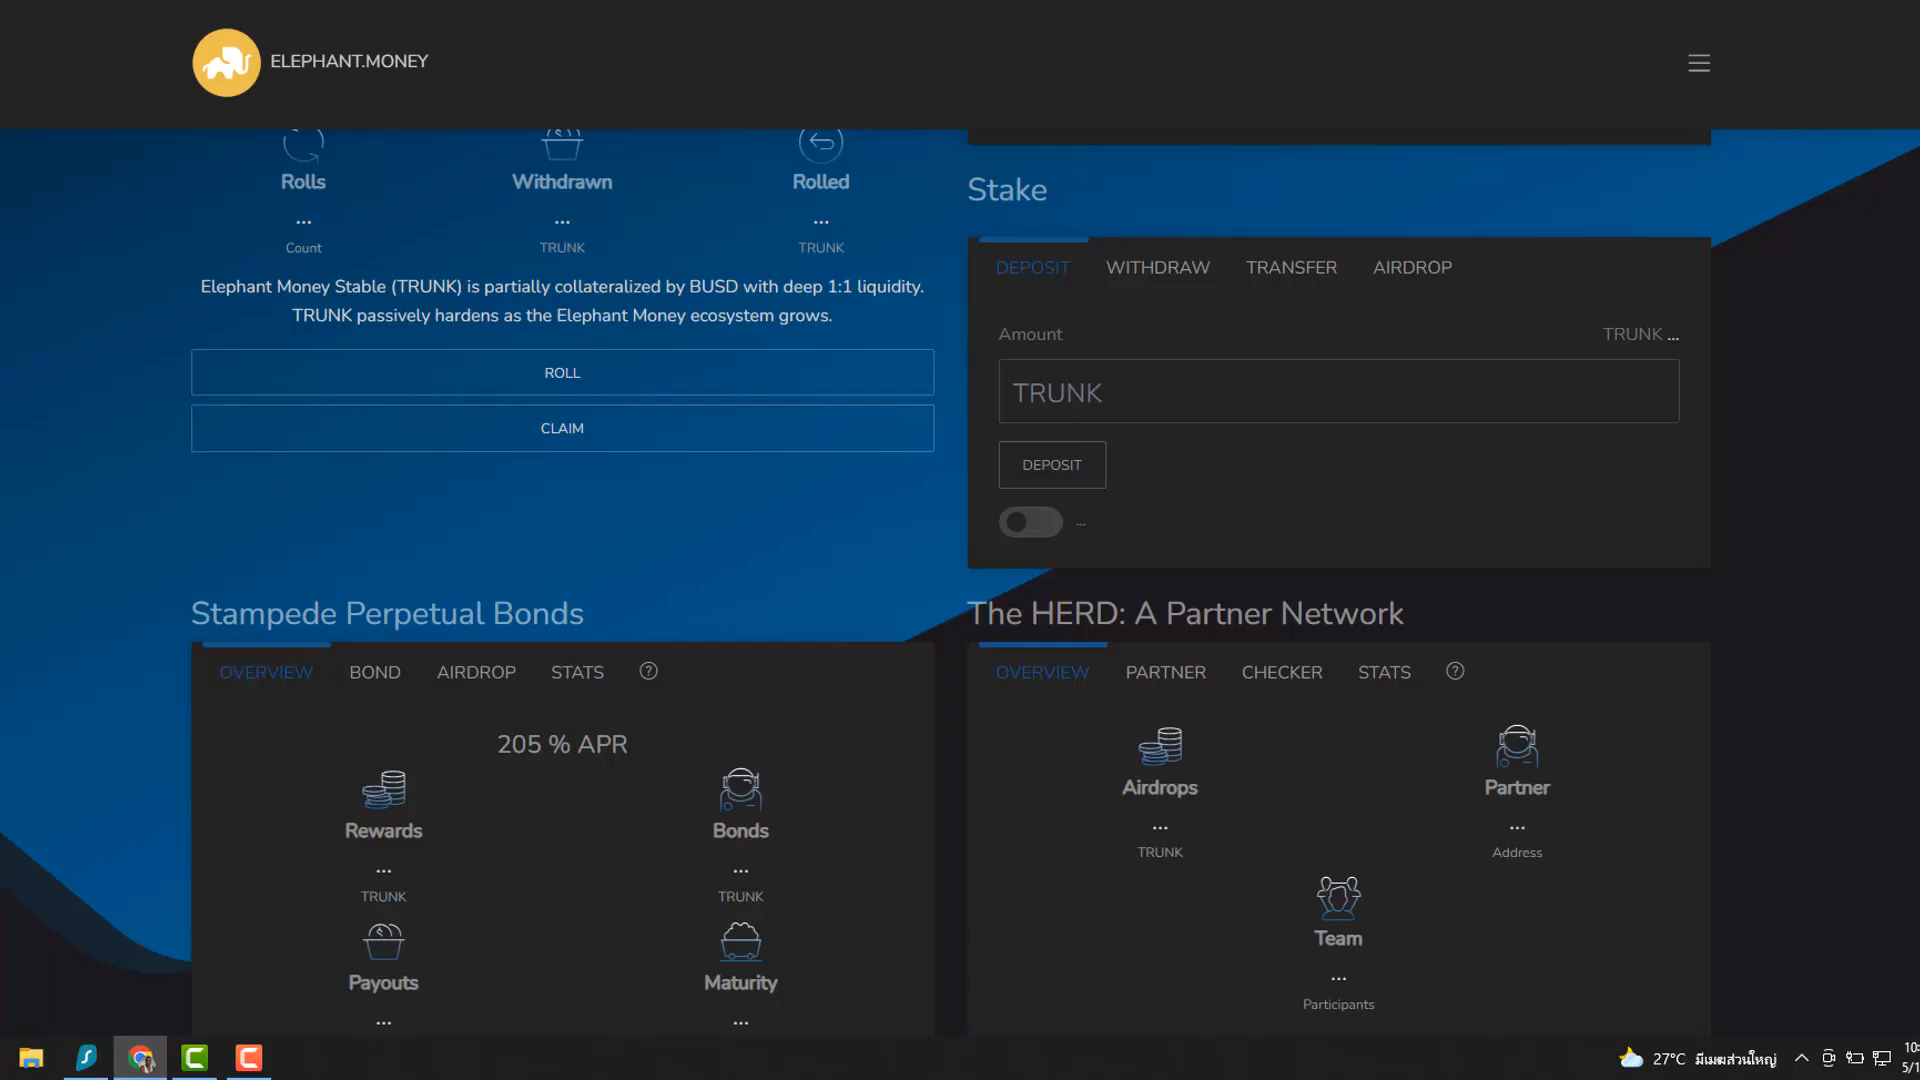 ELEPHANT.MONEY
Rolls
Withdrawn
Rolled
...
...
...
Count
TRUNK
TRUNK
Elephant Money Stable (TRUNK) is partially collateralized by BUSD with deep 1:1 liquidity.
TRUNK passively hardens as the Elephant Money ecosystem grows.
ROLL
CLAIM
Stake
DEPOSIT WITHDRAW TRANSFER AIRDROP
Amount TRUNK ...
TRUNK
DEPOSIT
...
Stampede Perpetual Bonds
OVERVIEW BOND AIRDROP STATS ?
205 % APR
Rewards
Bonds
...
...
TRUNK
TRUNK
Payouts
Maturity
...
...
The HERD: A Partner Network
OVERVIEW PARTNER CHECKER STATS ?
Airdrops
Partner
...
...
TRUNK
Address
Team
...
Participants
27°C มีเมฆส่วนใหญ่
10:
5/1